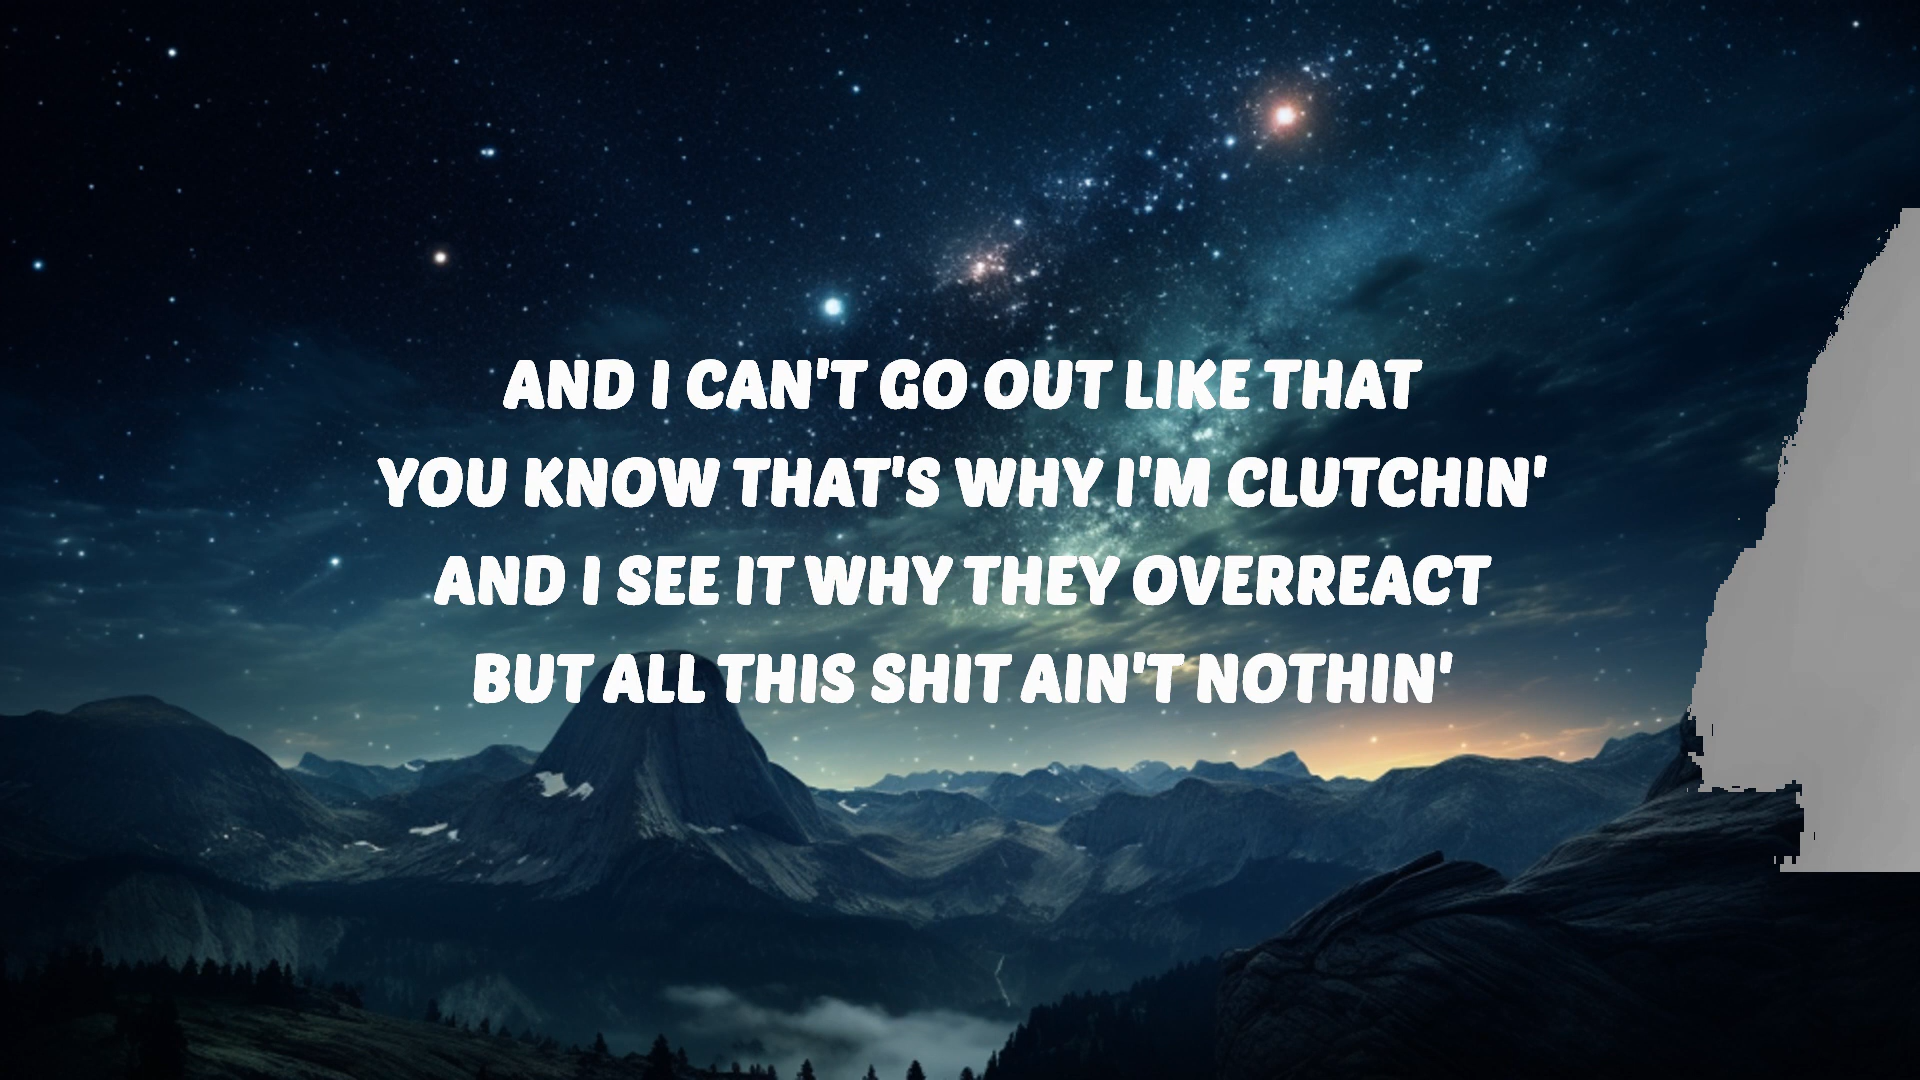 AND I CAN'T GO OUT LIKE THAT
YOU KNOW THAT'S WHY I'M CLUTCHIN'
AND I SEE IT WHY THEY OVERREACT
BUT ALL THIS SHIT AIN'T NOTHIN'